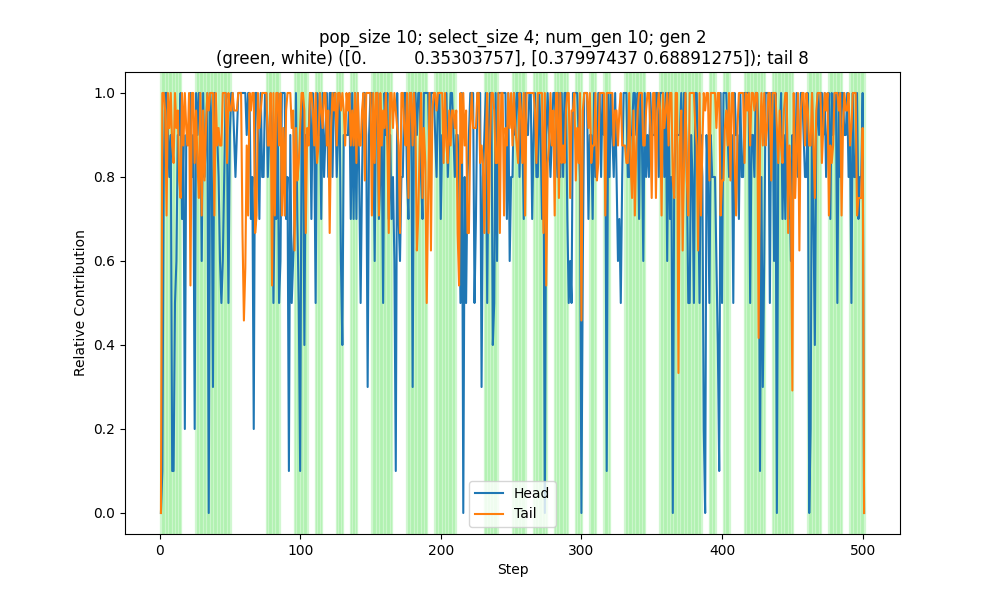 pop_size 10; select_size 4; num_gen 10; gen 2
(green, white) ([0.         0.35303757], [0.37997437 0.68891275]); tail 8
1.0
0.8
0.6
0.4
0.2
0.0
Relative Contribution
Head
Tail
0
100
200
300
400
500
Step